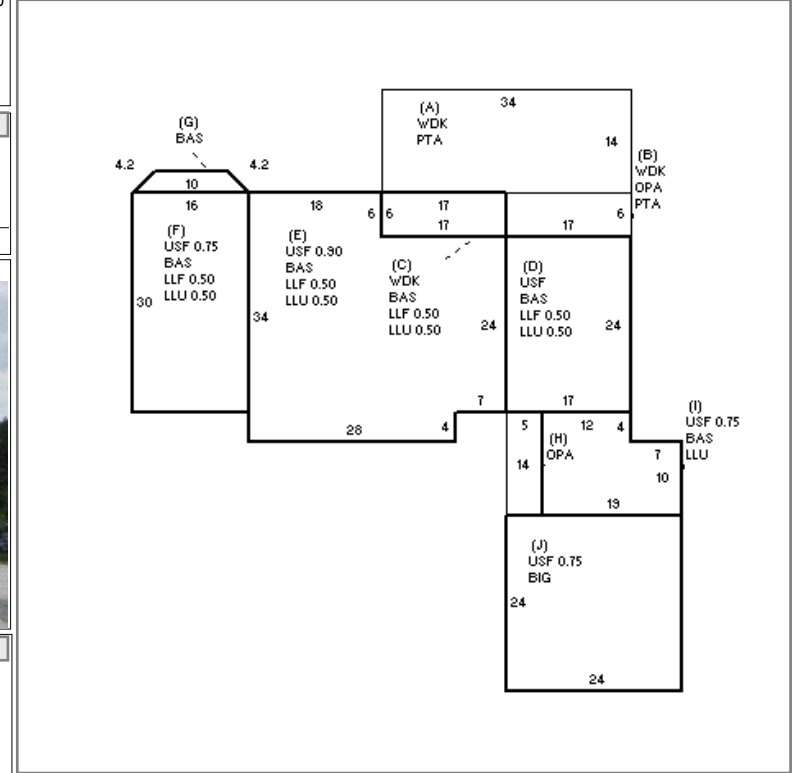 34
(A)
WDK
PTA
14
(G)
BAS
(B)
WDK
OPA
PTA
4.2
4.2
10
16
18
6
6
17
17
17
6
(F)
USF 0.75
BAS
LLF 0.50
LLU 0.50
(E)
USF 0.90
BAS
LLF 0.50
LLU 0.50
(C)
WDK
BAS
LLF 0.50
LLU 0.50
(D)
USF
BAS
LLF 0.50
LLU 0.50
30
34
24
24
7
17
28
4
5
12
4
(H)
OPA
14
(I)
USF 0.75
BAS
LLU
7
10
19
(J)
USF 0.75
BIG
24
24